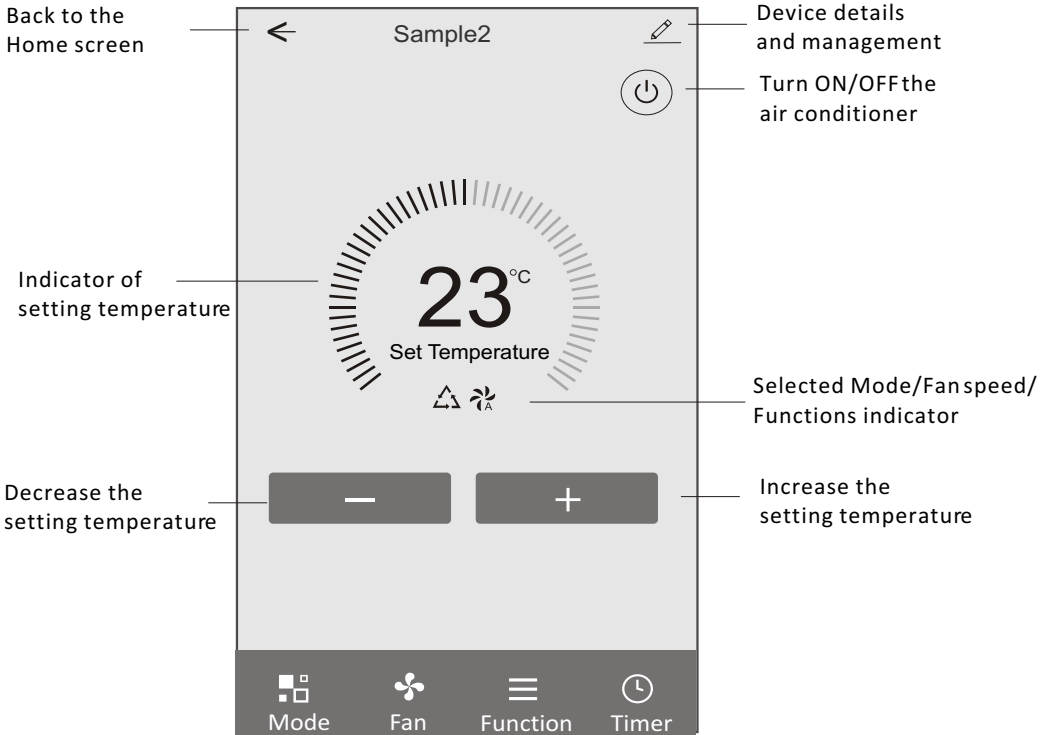 Back to the
Home screen
Sample2
Device details
and management
Turn ON/OFF the
air conditioner
Indicator of
setting temperature
23°C
Set Temperature
A
Selected Mode/Fan speed/
Functions indicator
Decrease the
setting temperature
−
+
Increase the
setting temperature
Mode
Fan
Function
Timer